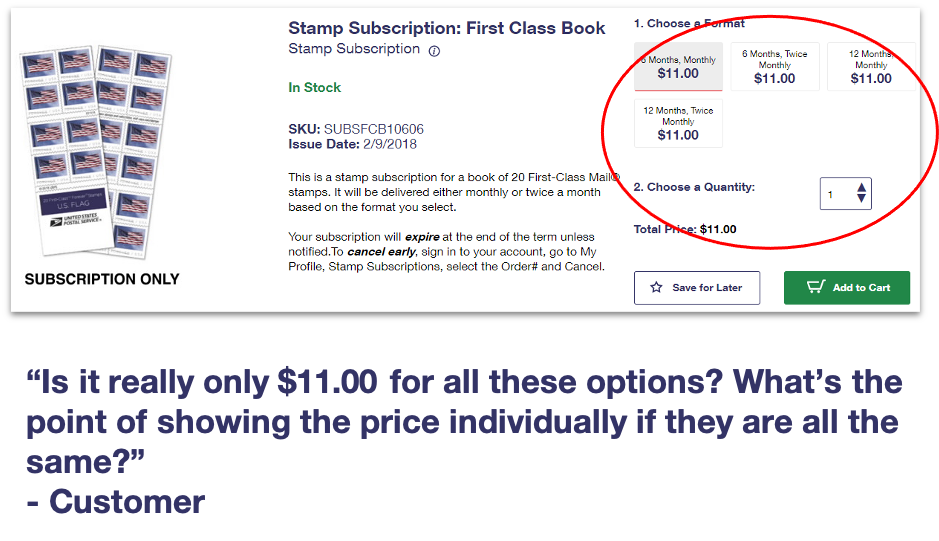 Stamp Subscription: First Class Book
Stamp Subscription
In Stock
SKU: SUBSFCB10606
Issue Date: 2/9/2018
This is a stamp subscription for a book of 20 First-Class Mail®
stamps. It will be delivered either monthly or twice a month
based on the format you select.
Your subscription will expire at the end of the term unless
notified.To cancel early, sign in to your account, go to My
Profile, Stamp Subscriptions, select the Order# and Cancel.
U.S. FLAG
UNITED STATES
POSTAL SERVICE
SUBSCRIPTION ONLY
1. Choose a Format
6 Months, Monthly
$11.00
6 Months, Twice
Monthly
$11.00
12 Months,
Monthly
$11.00
12 Months, Twice
Monthly
$11.00
2. Choose a Quantity:
1
Total Price: $11.00
Save for Later
Add to Cart
“Is it really only $11.00 for all these options? What’s the
point of showing the price individually if they are all the
same?”
- Customer